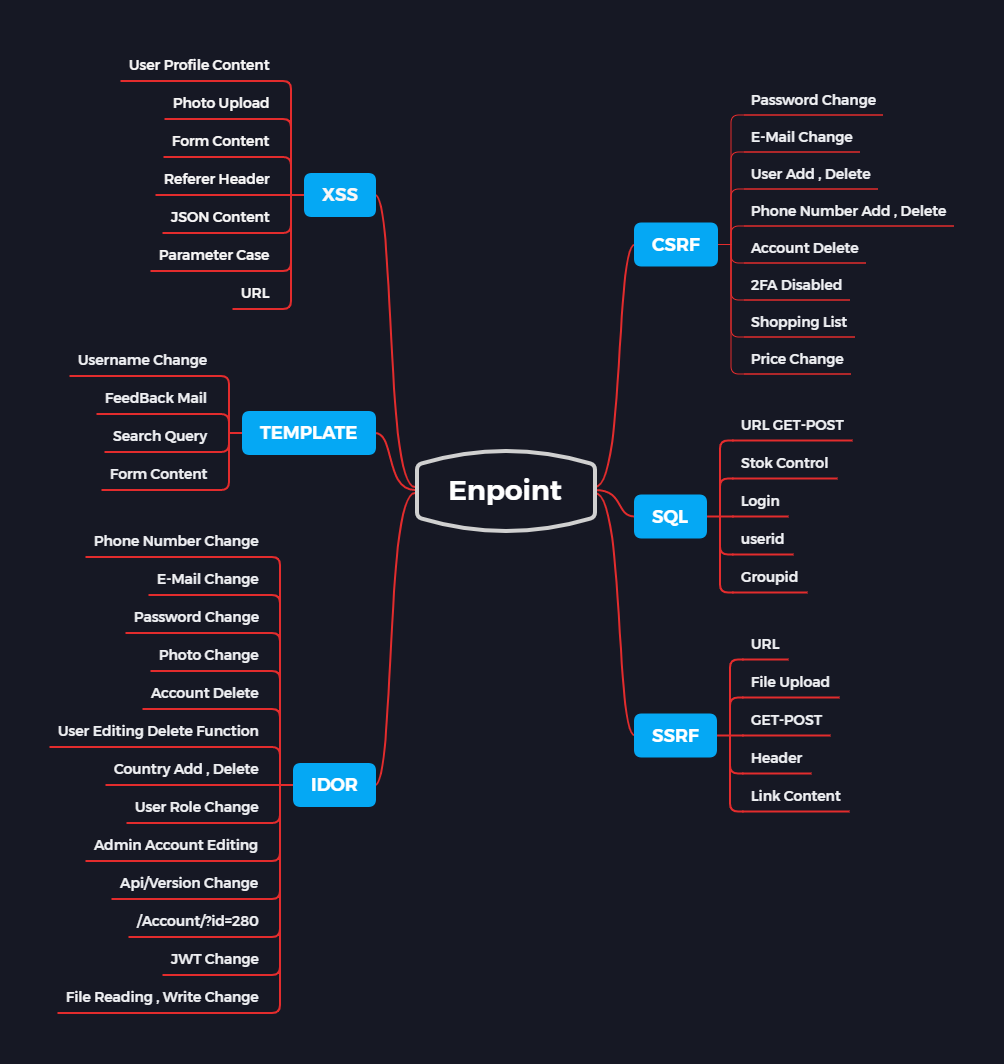 Enpoint
XSS
User Profile Content
Photo Upload
Form Content
Referer Header
JSON Content
Parameter Case
URL
TEMPLATE
Username Change
FeedBack Mail
Search Query
Form Content
IDOR
Phone Number Change
E-Mail Change
Password Change
Photo Change
Account Delete
User Editing Delete Function
Country Add , Delete
User Role Change
Admin Account Editing
Api/Version Change
/Account/?id=280
JWT Change
File Reading , Write Change
CSRF
Password Change
E-Mail Change
User Add , Delete
Phone Number Add , Delete
Account Delete
2FA Disabled
Shopping List
Price Change
SQL
URL GET-POST
Stok Control
Login
userid
Groupid
SSRF
URL
File Upload
GET-POST
Header
Link Content